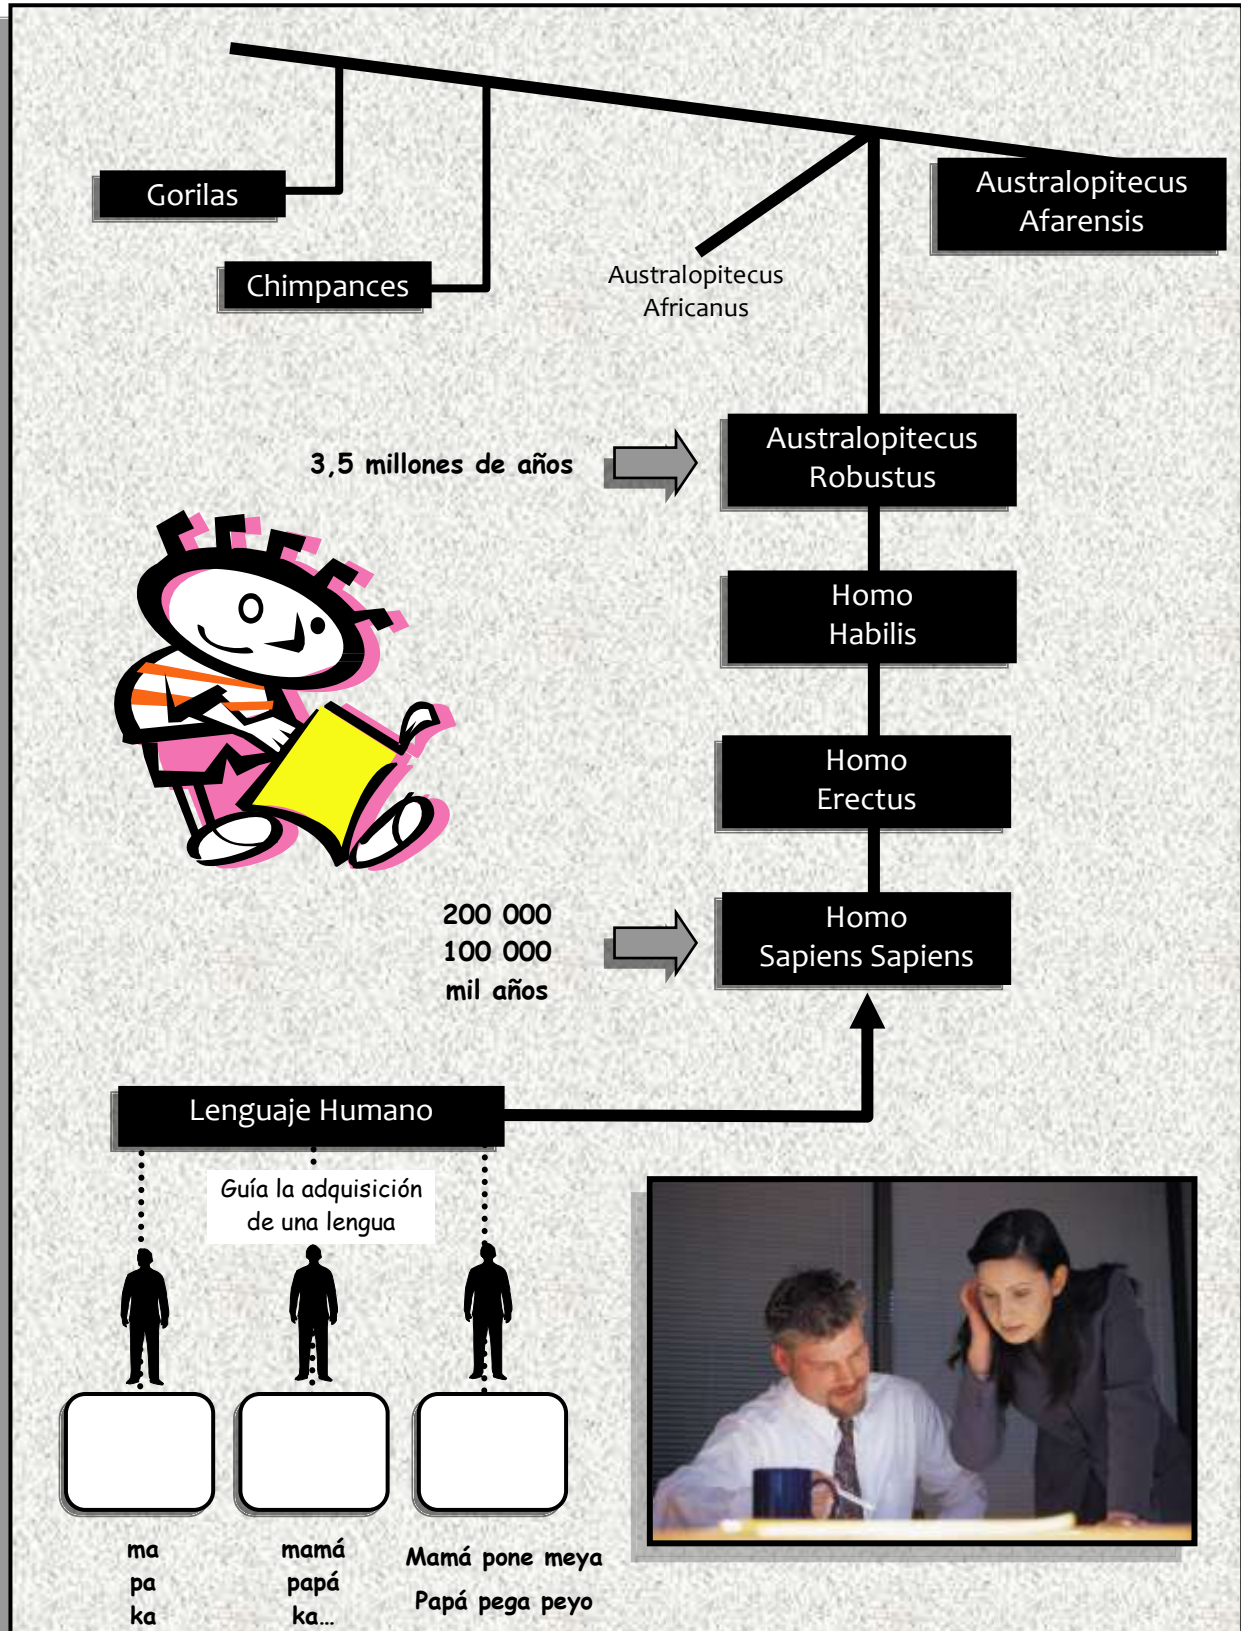 Gorilas
Chimpances
Australopitecus
Africanus
Australopitecus
Afarensis
3,5 millones de años
Australopitecus
Robustus
Homo
Habilis
Homo
Erectus
200 000
100 000
mil años
Homo
Sapiens Sapiens
Lenguaje Humano
Guía la adquisición
de una lengua
ma
pa
ka
mamá
papá
ka...
Mamá pone meya
Papá pega peyo